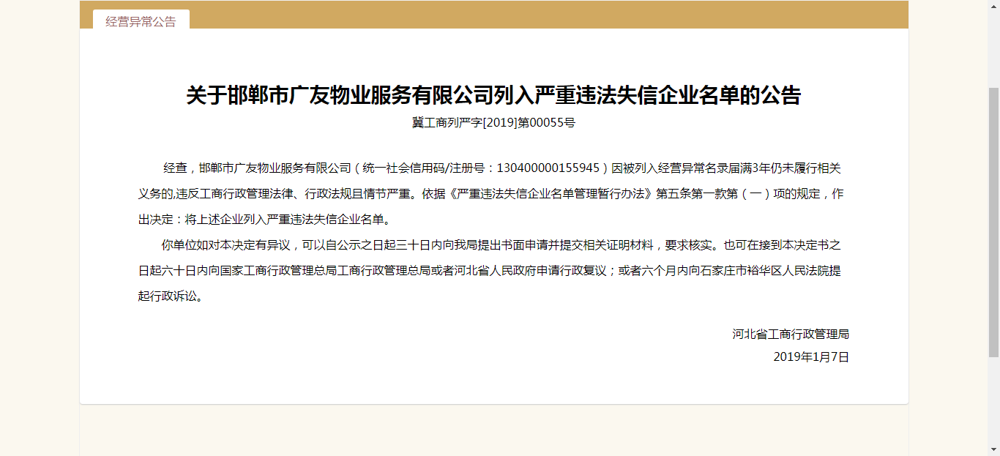 经营异常公告
关于邯郸市广友物业服务有限公司列入严重违法失信企业名单的公告
冀工商列严字[2019]第00055号
经查，邯郸市广友物业服务有限公司（统一社会信用码/注册号：130400000155945）因被列入经营异常名录届满3年仍未履行相关
义务的,违反工商行政管理法律、行政法规且情节严重。依据《严重违法失信企业名单管理暂行办法》第五条第一款第（一）项的规定，作
出决定：将上述企业列入严重违法失信企业名单。
你单位如对本决定有异议，可以自公示之日起三十日内向我局提出书面申请并提交相关证明材料，要求核实。也可在接到本决定书之
日起六十日内向国家工商行政管理总局工商行政管理总局或者河北省人民政府申请行政复议；或者六个月内向石家庄市裕华区人民法院提
起行政诉讼。
河北省工商行政管理局
2019年1月7日